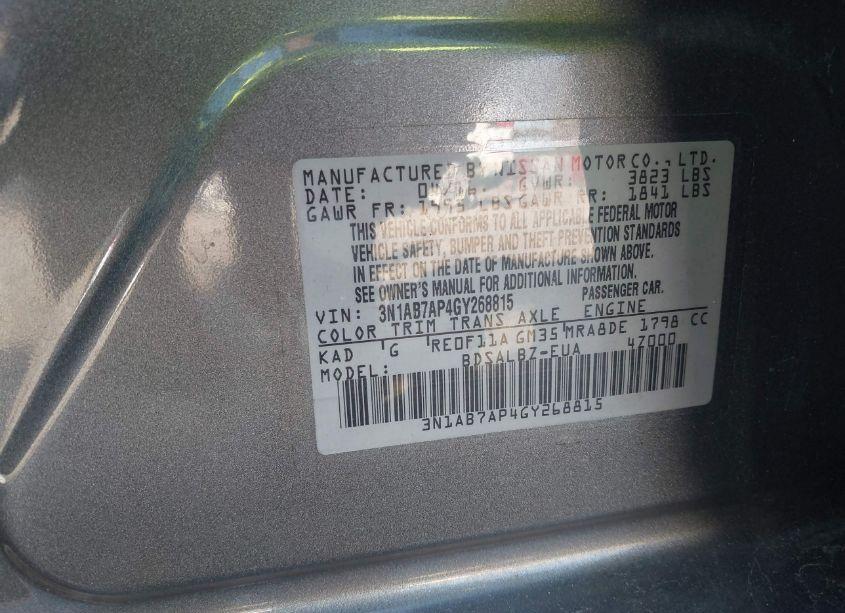 MANUFACTURED BY NISSAN MOTOR CO., LTD.
DATE: GVWR: 3823 LBS
GAWR FR: LBS GAWR RR: 1841 LBS
THIS VEHICLE CONFORMS TO ALL APPLICABLE FEDERAL MOTOR
VEHICLE SAFETY, BUMPER AND THEFT PREVENTION STANDARDS
IN EFFECT ON THE DATE OF MANUFACTURE SHOWN ABOVE.
SEE OWNER'S MANUAL FOR ADDITIONAL INFORMATION.
VIN: 3N1AB7AP4GY268815 PASSENGER CAR.
COLOR TRIM TRANS AXLE ENGINE
KAD G RE0F11A GM35 MRA8DE 1798 CC
MODEL: BDSALBZ-EUA 47000
3N1AB7AP4GY268815